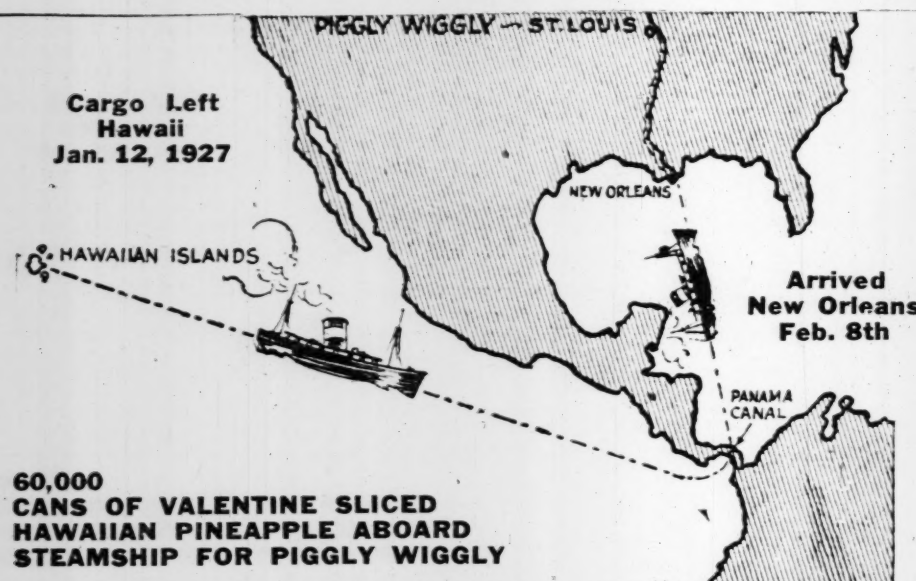 PIGGLY WIGGLY — ST. LOUIS
Cargo Left
Hawaii
Jan. 12, 1927
NEW ORLEANS
HAWAIIAN ISLANDS
Arrived
New Orleans
Feb. 8th
PANAMA
CANAL
60,000
CANS OF VALENTINE SLICED
HAWAIIAN PINEAPPLE ABOARD
STEAMSHIP FOR PIGGLY WIGGLY